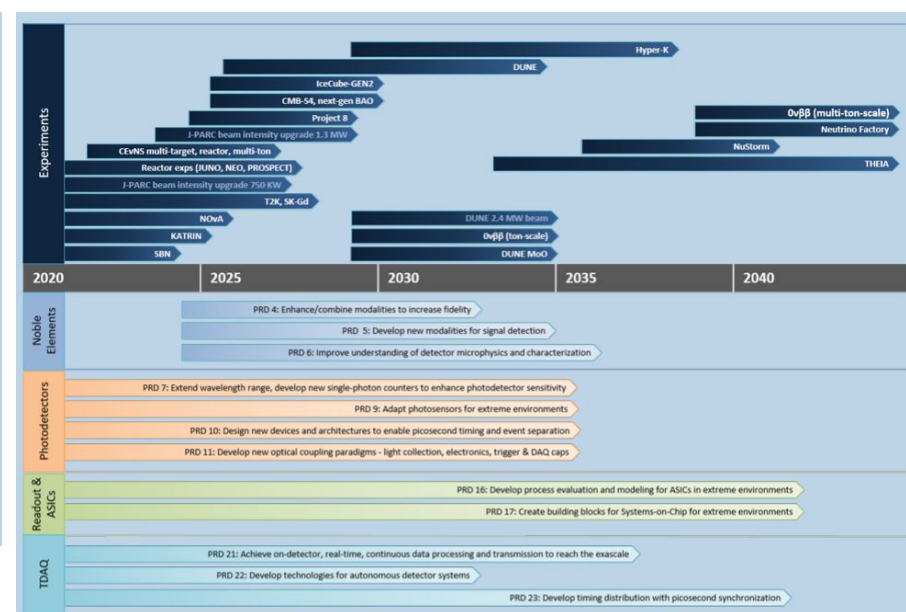 Experiments
Hyper-K
DUNE
IceCube-GEN2
CMB-S4, next-gen BAO
Project 8
0νββ (multi-ton-scale)
J-PARC beam intensity upgrade 1.3 MW
Neutrino Factory
CEvNS multi-target, reactor, multi-ton
NuStorm
Reactor exps (JUNO, NEO, PROSPECT)
THEIA
J-PARC beam intensity upgrade 750 KW
T2K, SK-Gd
NOvA
DUNE 2.4 MW beam
KATRIN
0νββ (ton-scale)
SBN
DUNE MoO
2020 2025 2030 2035 2040
Noble
Elements
PRD 4: Enhance/combine modalities to increase fidelity
PRD 5: Develop new modalities for signal detection
PRD 6: Improve understanding of detector microphysics and characterization
Photodetectors
PRD 7: Extend wavelength range, develop new single-photon counters to enhance photodetector sensitivity
PRD 9: Adapt photosensors for extreme environments
PRD 10: Design new devices and architectures to enable picosecond timing and event separation
PRD 11: Develop new optical coupling paradigms - light collection, electronics, trigger & DAQ caps
Readout &
ASICs
PRD 16: Develop process evaluation and modeling for ASICs in extreme environments
PRD 17: Create building blocks for Systems-on-Chip for extreme environments
TDAQ
PRD 21: Achieve on-detector, real-time, continuous data processing and transmission to reach the exascale
PRD 22: Develop technologies for autonomous detector systems
PRD 23: Develop timing distribution with picosecond synchronization